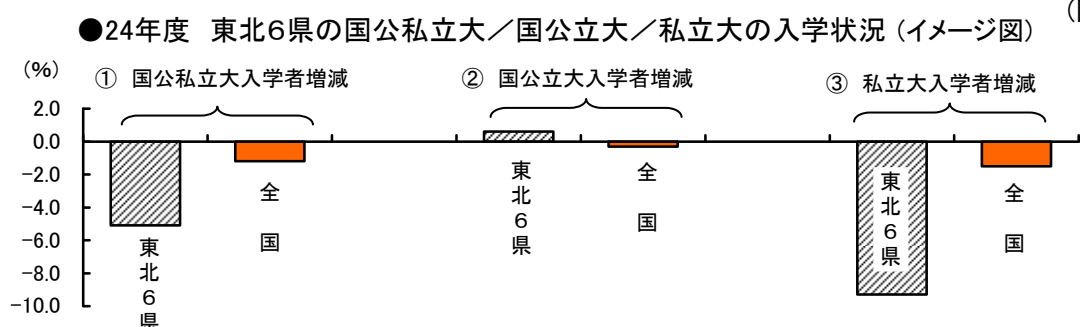 ●24年度 東北6県の国公私立大／国公立大／私立大の入学状況（イメージ図）
(%)
① 国公私立大入学者増減
② 国公立大入学者増減
③ 私立大入学者増減
2.0
0.0
-2.0
-4.0
-6.0
-8.0
-10.0
東北6県
全国
東北6県
全国
東北6県
全国